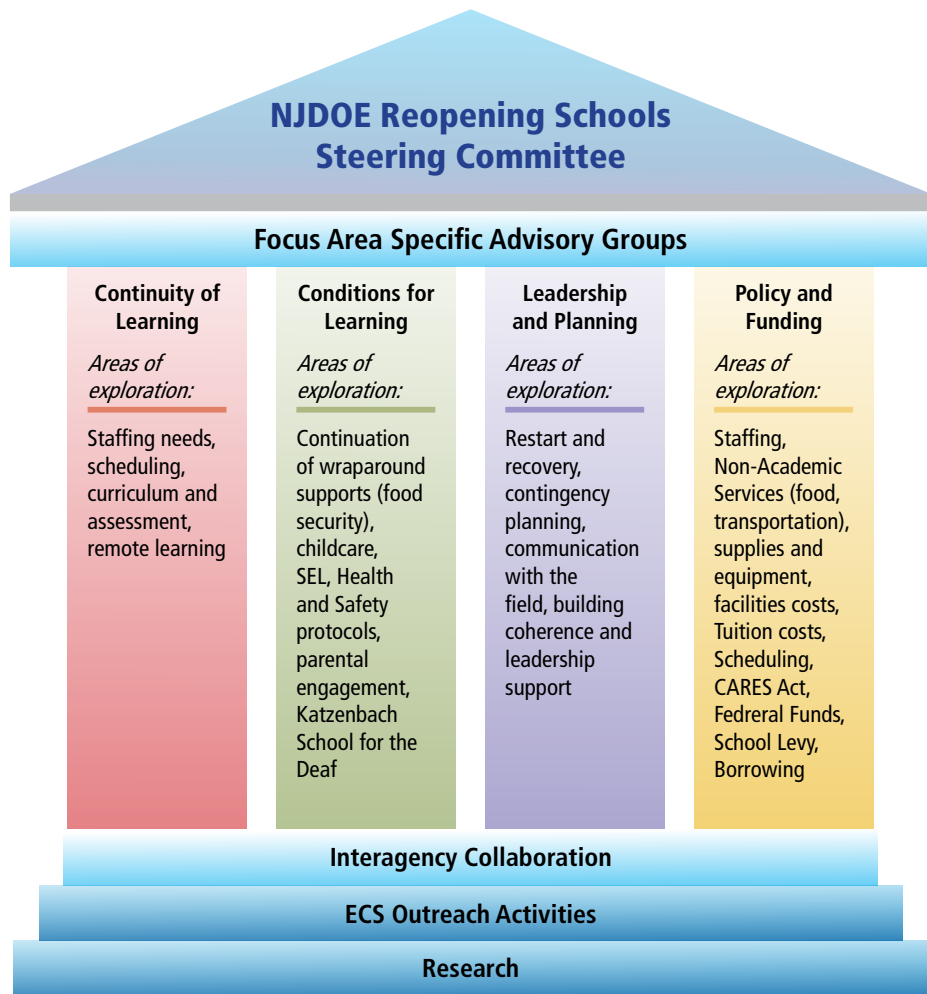 NJDOE Reopening Schools
Steering Committee
Focus Area Specific Advisory Groups
Continuity of
Learning
Areas of
exploration:
Staffing needs,
scheduling,
curriculum and
assessment,
remote learning
Conditions for
Learning
Areas of
exploration:
Continuation
of wraparound
supports (food
security),
childcare,
SEL, Health
and Safety
protocols,
parental
engagement,
Katzenbach
School for the
Deaf
Leadership
and Planning
Areas of
exploration:
Restart and
recovery,
contingency
planning,
communication
with the
field, building
coherence and
leadership
support
Policy and
Funding
Areas of
exploration:
Staffing,
Non-Academic
Services (food,
transportation),
supplies and
equipment,
facilities costs,
Tuition costs,
Scheduling,
CARES Act,
Fedreral Funds,
School Levy,
Borrowing
Interagency Collaboration
ECS Outreach Activities
Research